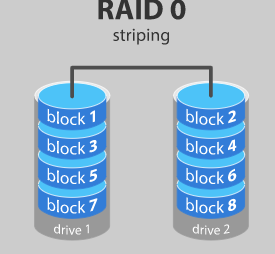 RAID 0
striping
block 1
block 2
block 3
block 4
block 5
block 6
block 7
block 8
drive 1
drive 2